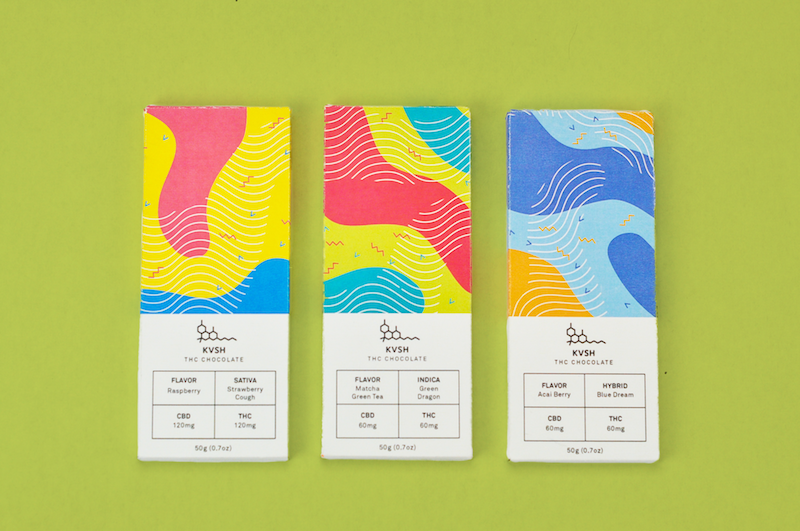 KVSH
THC CHOCOLATE
FLAVOR
Raspberry
SATIVA
Strawberry
Cough
CBD
120mg
THC
120mg
50g (0.7oz)
KVSH
THC CHOCOLATE
FLAVOR
Matcha
Green Tea
INDICA
Green
Dragon
CBD
60mg
THC
60mg
50g (0.7oz)
KVSH
THC CHOCOLATE
FLAVOR
Acai Berry
HYBRID
Blue Dream
CBD
60mg
THC
60mg
50g (0.7oz)